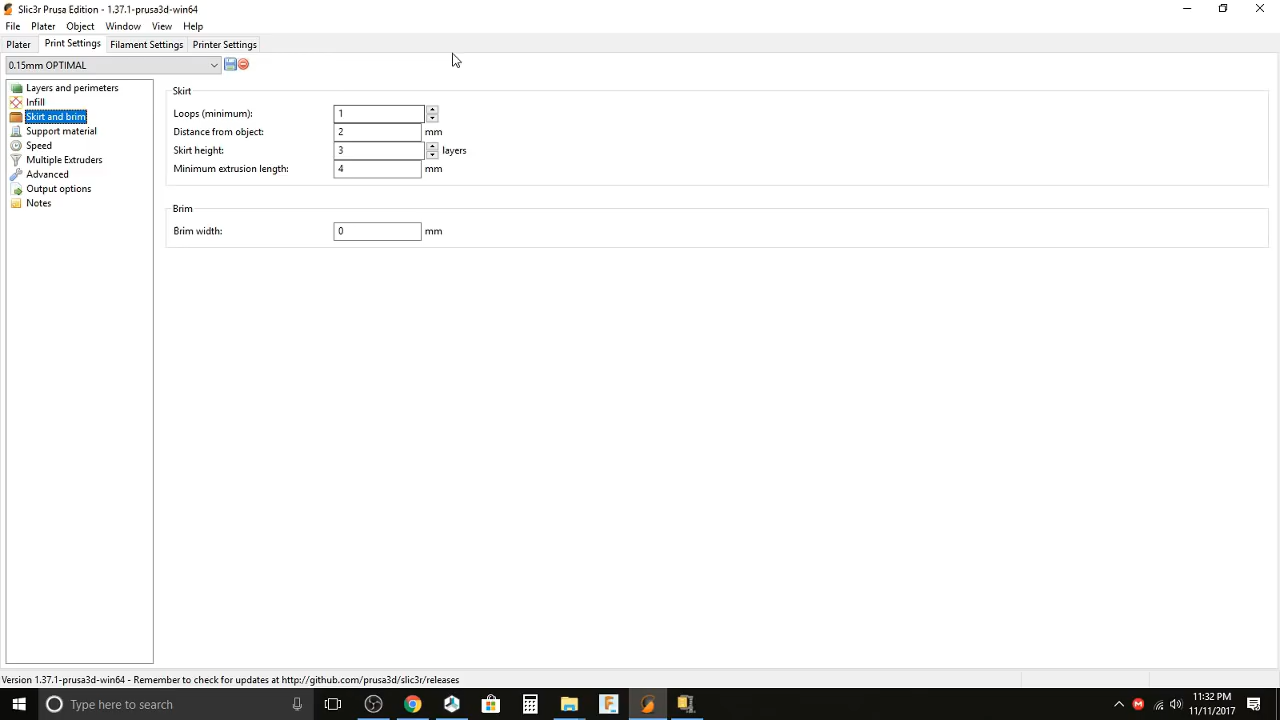 Slic3r Prusa Edition - 1.37.1-prusa3d-win64
File Plater Object Window View Help
Plater Print Settings Filament Settings Printer Settings
0.15mm OPTIMAL
Layers and perimeters
Infill
Skirt and brim
Support material
Speed
Multiple Extruders
Advanced
Output options
Notes
Skirt
Loops (minimum): 1
Distance from object: 2 mm
Skirt height: 3 layers
Minimum extrusion length: 4 mm
Brim
Brim width: 0 mm
Version 1.37.1-prusa3d-win64 - Remember to check for updates at http://github.com/prusa3d/slic3r/releases
Type here to search
11:32 PM
11/11/2017